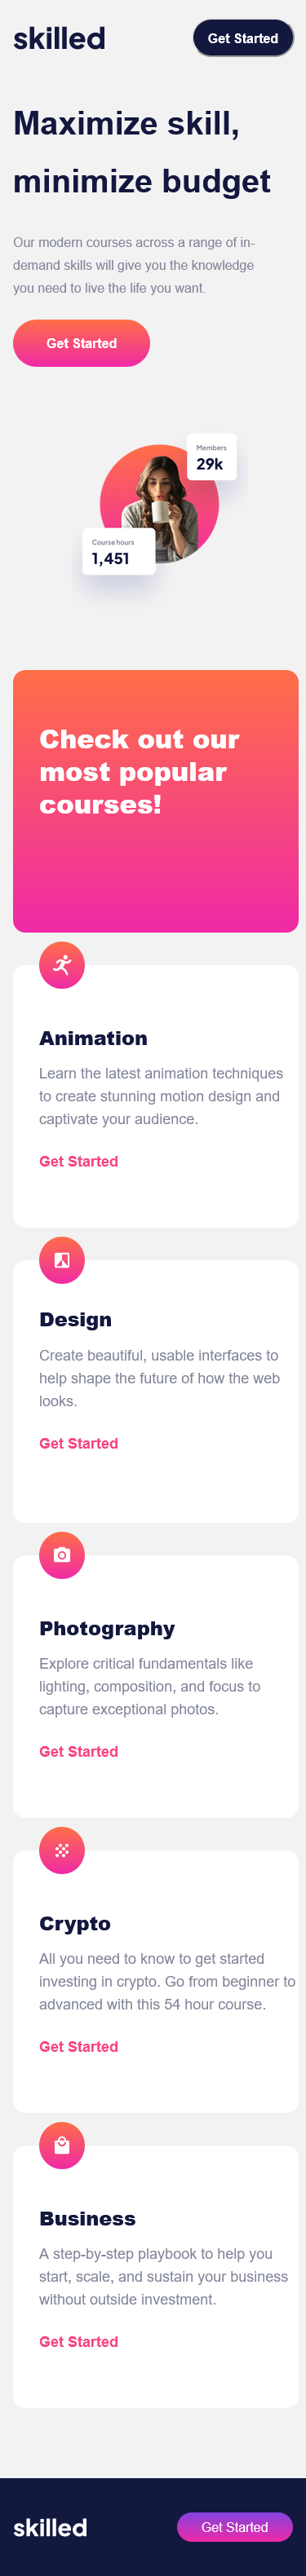 skilled
Get Started
Maximize skill,
minimize budget
Our modern courses across a range of in-
demand skills will give you the knowledge
you need to live the life you want.
Get Started
Members
29k
Course hours
1,451
Check out our
most popular
courses!
Animation
Learn the latest animation techniques
to create stunning motion design and
captivate your audience.
Get Started
Design
Create beautiful, usable interfaces to
help shape the future of how the web
looks.
Get Started
Photography
Explore critical fundamentals like
lighting, composition, and focus to
capture exceptional photos.
Get Started
Crypto
All you need to know to get started
investing in crypto. Go from beginner to
advanced with this 54 hour course.
Get Started
Business
A step-by-step playbook to help you
start, scale, and sustain your business
without outside investment.
Get Started
skilled
Get Started